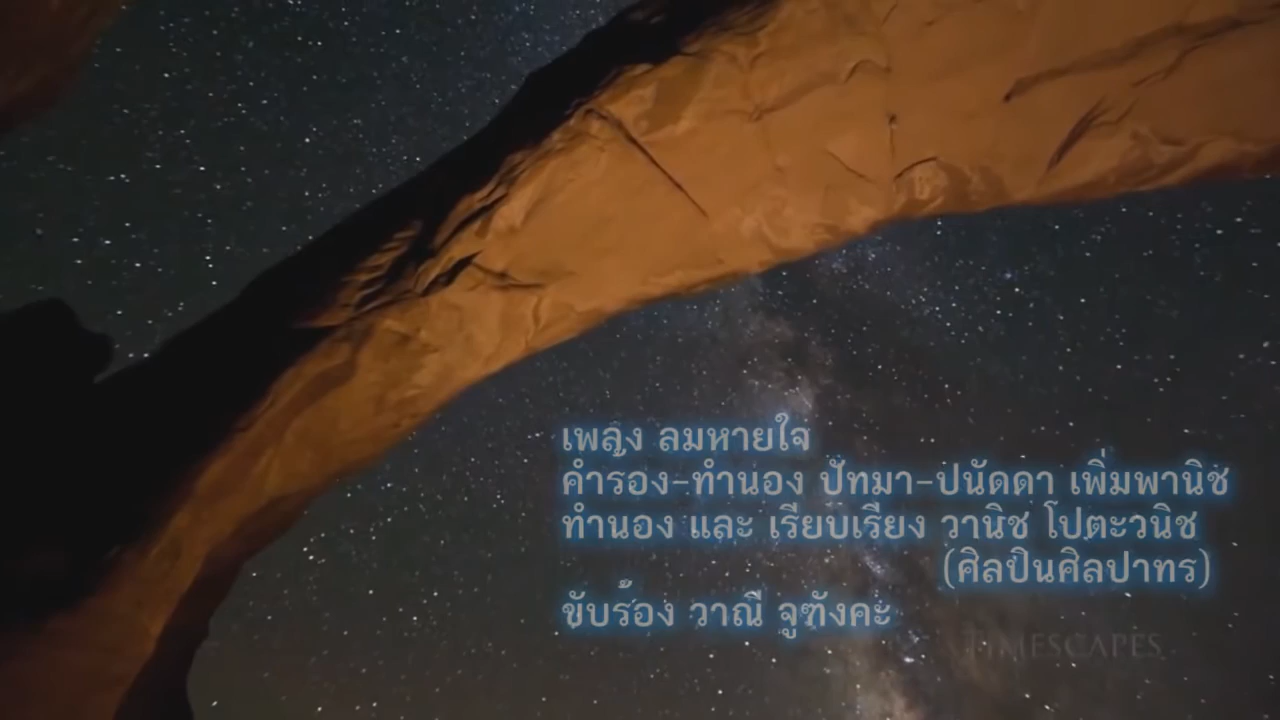 เพลง ลมหายใจ
คำร้อง-ทำนอง ปัทมา-ปนัดดา เพิ่มพานิช
ทำนอง และ เรียบเรียง วานิช โปตะวนิช
(ศิลปินศิลปาทร)
ขับร้อง วาณี จูฑังคะ
TIMESCAPES